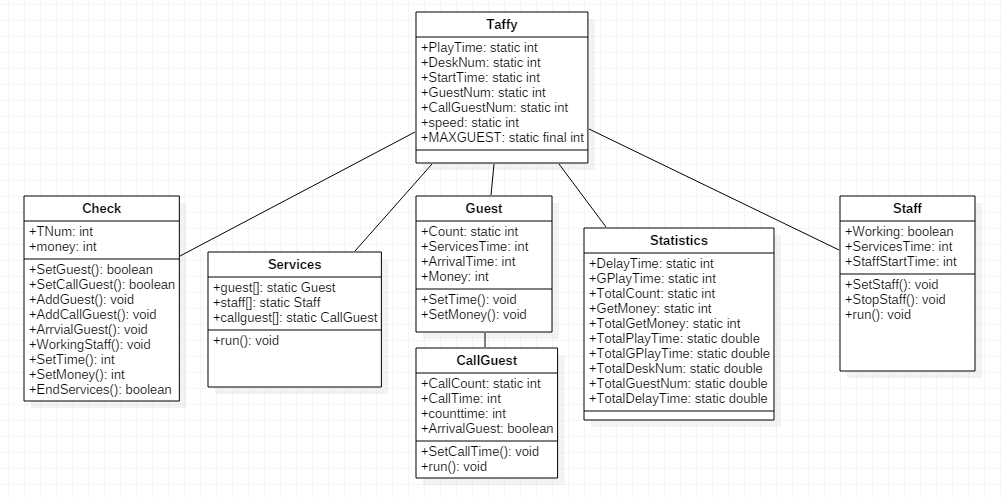 Taffy
+PlayTime: static int
+DeskNum: static int
+StartTime: static int
+GuestNum: static int
+CallGuestNum: static int
+speed: static int
+MAXGUEST: static final int
Check
+TNum: int
+money: int
+SetGuest(): boolean
+SetCallGuest(): boolean
+AddGuest(): void
+AddCallGuest(): void
+ArrvialGuest(): void
+WorkingStaff(): void
+SetTime(): int
+SetMoney(): int
+EndServices(): boolean
Services
+guest[]: static Guest
+staff[]: static Staff
+callguest[]: static CallGuest
+run(): void
Guest
+Count: static int
+ServicesTime: int
+ArrivalTime: int
+Money: int
+SetTime(): void
+SetMoney(): void
CallGuest
+CallCount: static int
+CallTime: int
+counttime: int
+ArrivalGuest: boolean
+SetCallTime(): void
+run(): void
Statistics
+DelayTime: static int
+GPlayTime: static int
+TotalCount: static int
+GetMoney: static int
+TotalGetMoney: static int
+TotalPlayTime: static double
+TotalGPlayTime: static double
+TotalDeskNum: static double
+TotalGuestNum: static double
+TotalDelayTime: static double
Staff
+Working: boolean
+ServicesTime: int
+StaffStartTime: int
+SetStaff(): void
+StopStaff(): void
+run(): void